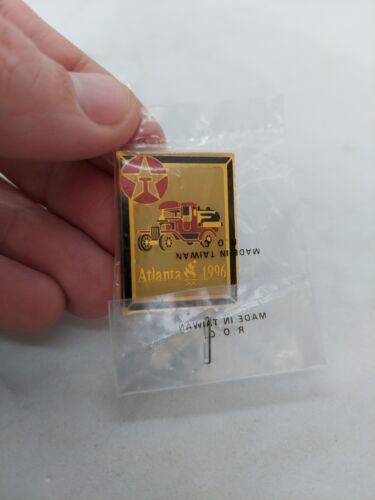 T
Atlanta 1996
R.O.C
MADE IN TAIWAN
MADE IN TAIWAN
R.O.C